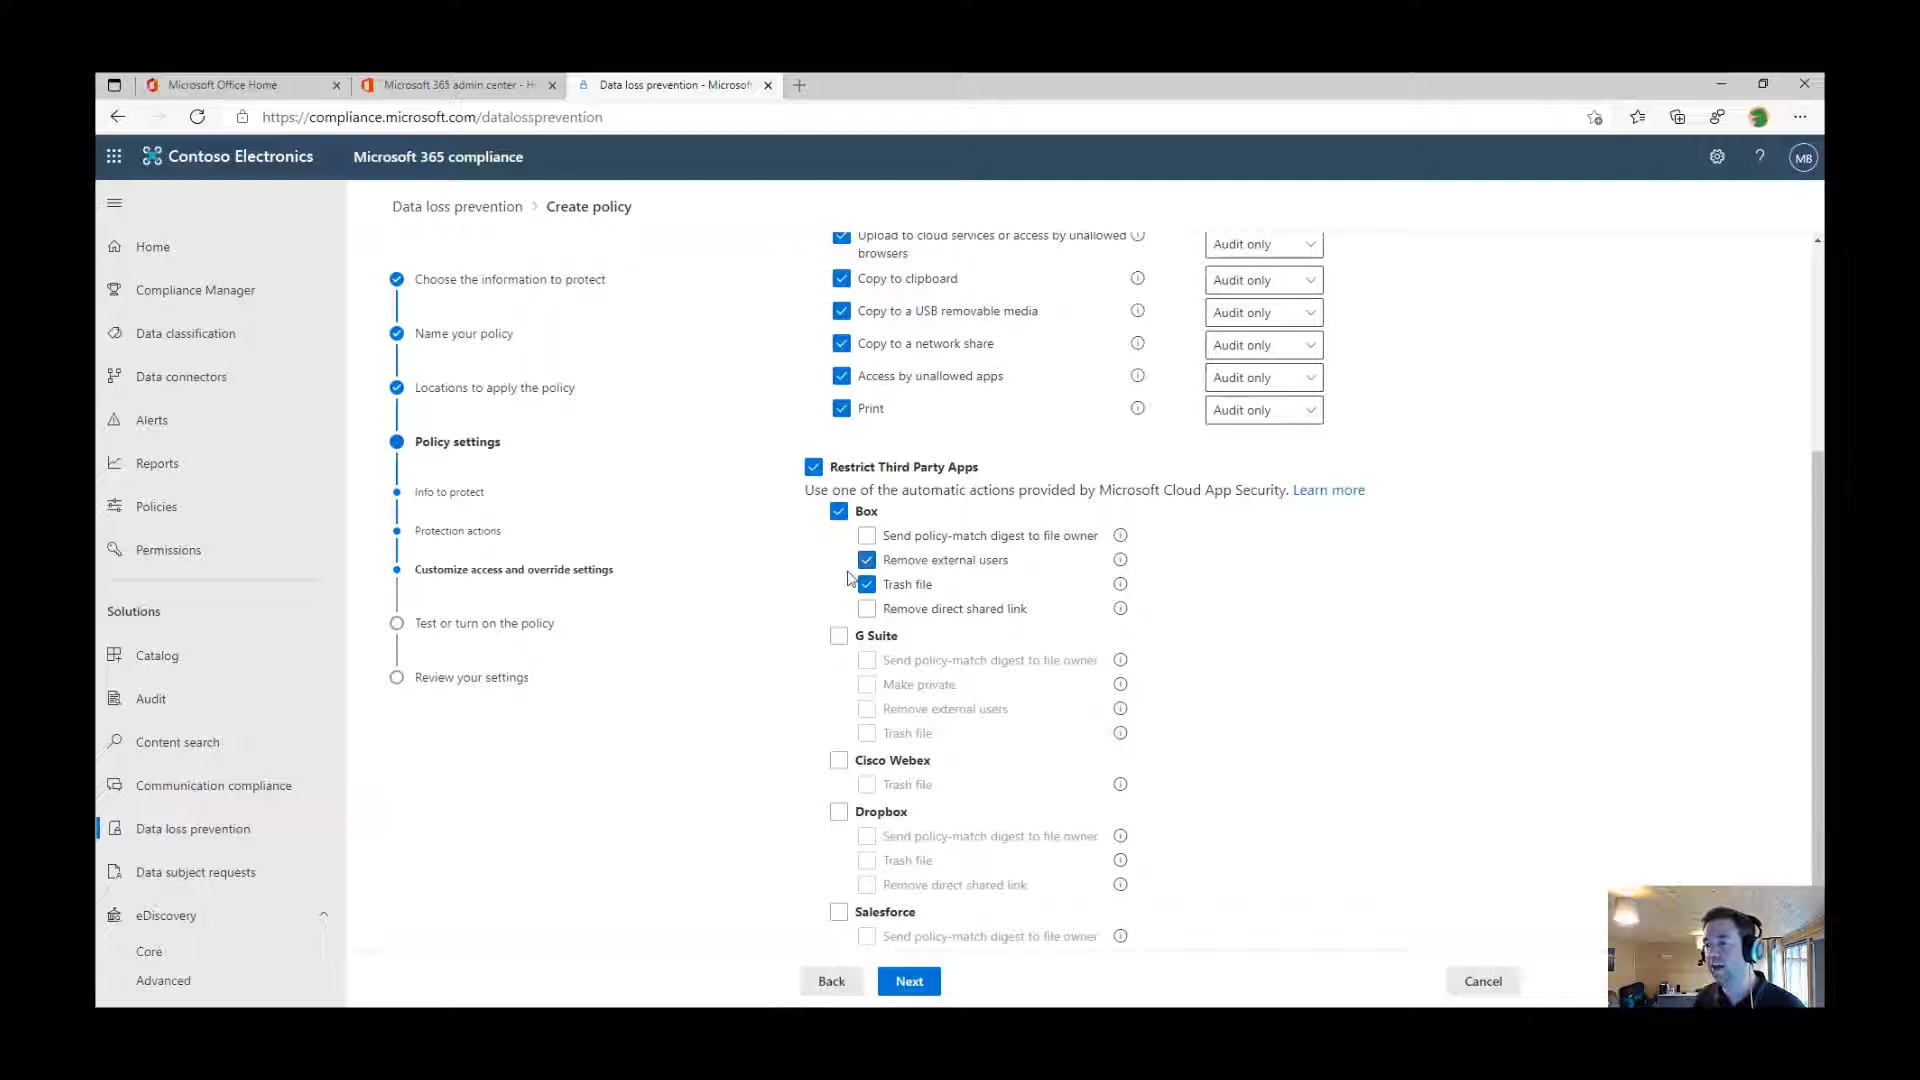 Microsoft Office Home
Microsoft 365 admin center - H
Data loss prevention - Microsof
https://compliance.microsoft.com/datalossprevention
Contoso Electronics
Microsoft 365 compliance
?
MB
Data loss prevention > Create policy
Home
Compliance Manager
Data classification
Data connectors
Alerts
Reports
Policies
Permissions
Solutions
Catalog
Audit
Content search
Communication compliance
Data loss prevention
Data subject requests
eDiscovery
Core
Advanced
Choose the information to protect
Name your policy
Locations to apply the policy
Policy settings
Info to protect
Protection actions
Customize access and override settings
Test or turn on the policy
Review your settings
Upload to cloud services or access by unallowed
browsers
Audit only
Copy to clipboard
Audit only
Copy to a USB removable media
Audit only
Copy to a network share
Audit only
Access by unallowed apps
Audit only
Print
Audit only
Restrict Third Party Apps
Use one of the automatic actions provided by Microsoft Cloud App Security. Learn more
Box
Send policy-match digest to file owner
Remove external users
Trash file
Remove direct shared link
G Suite
Send policy-match digest to file owner
Make private
Remove external users
Trash file
Cisco Webex
Trash file
Dropbox
Send policy-match digest to file owner
Trash file
Remove direct shared link
Salesforce
Send policy-match digest to file owner
Back
Next
Cancel